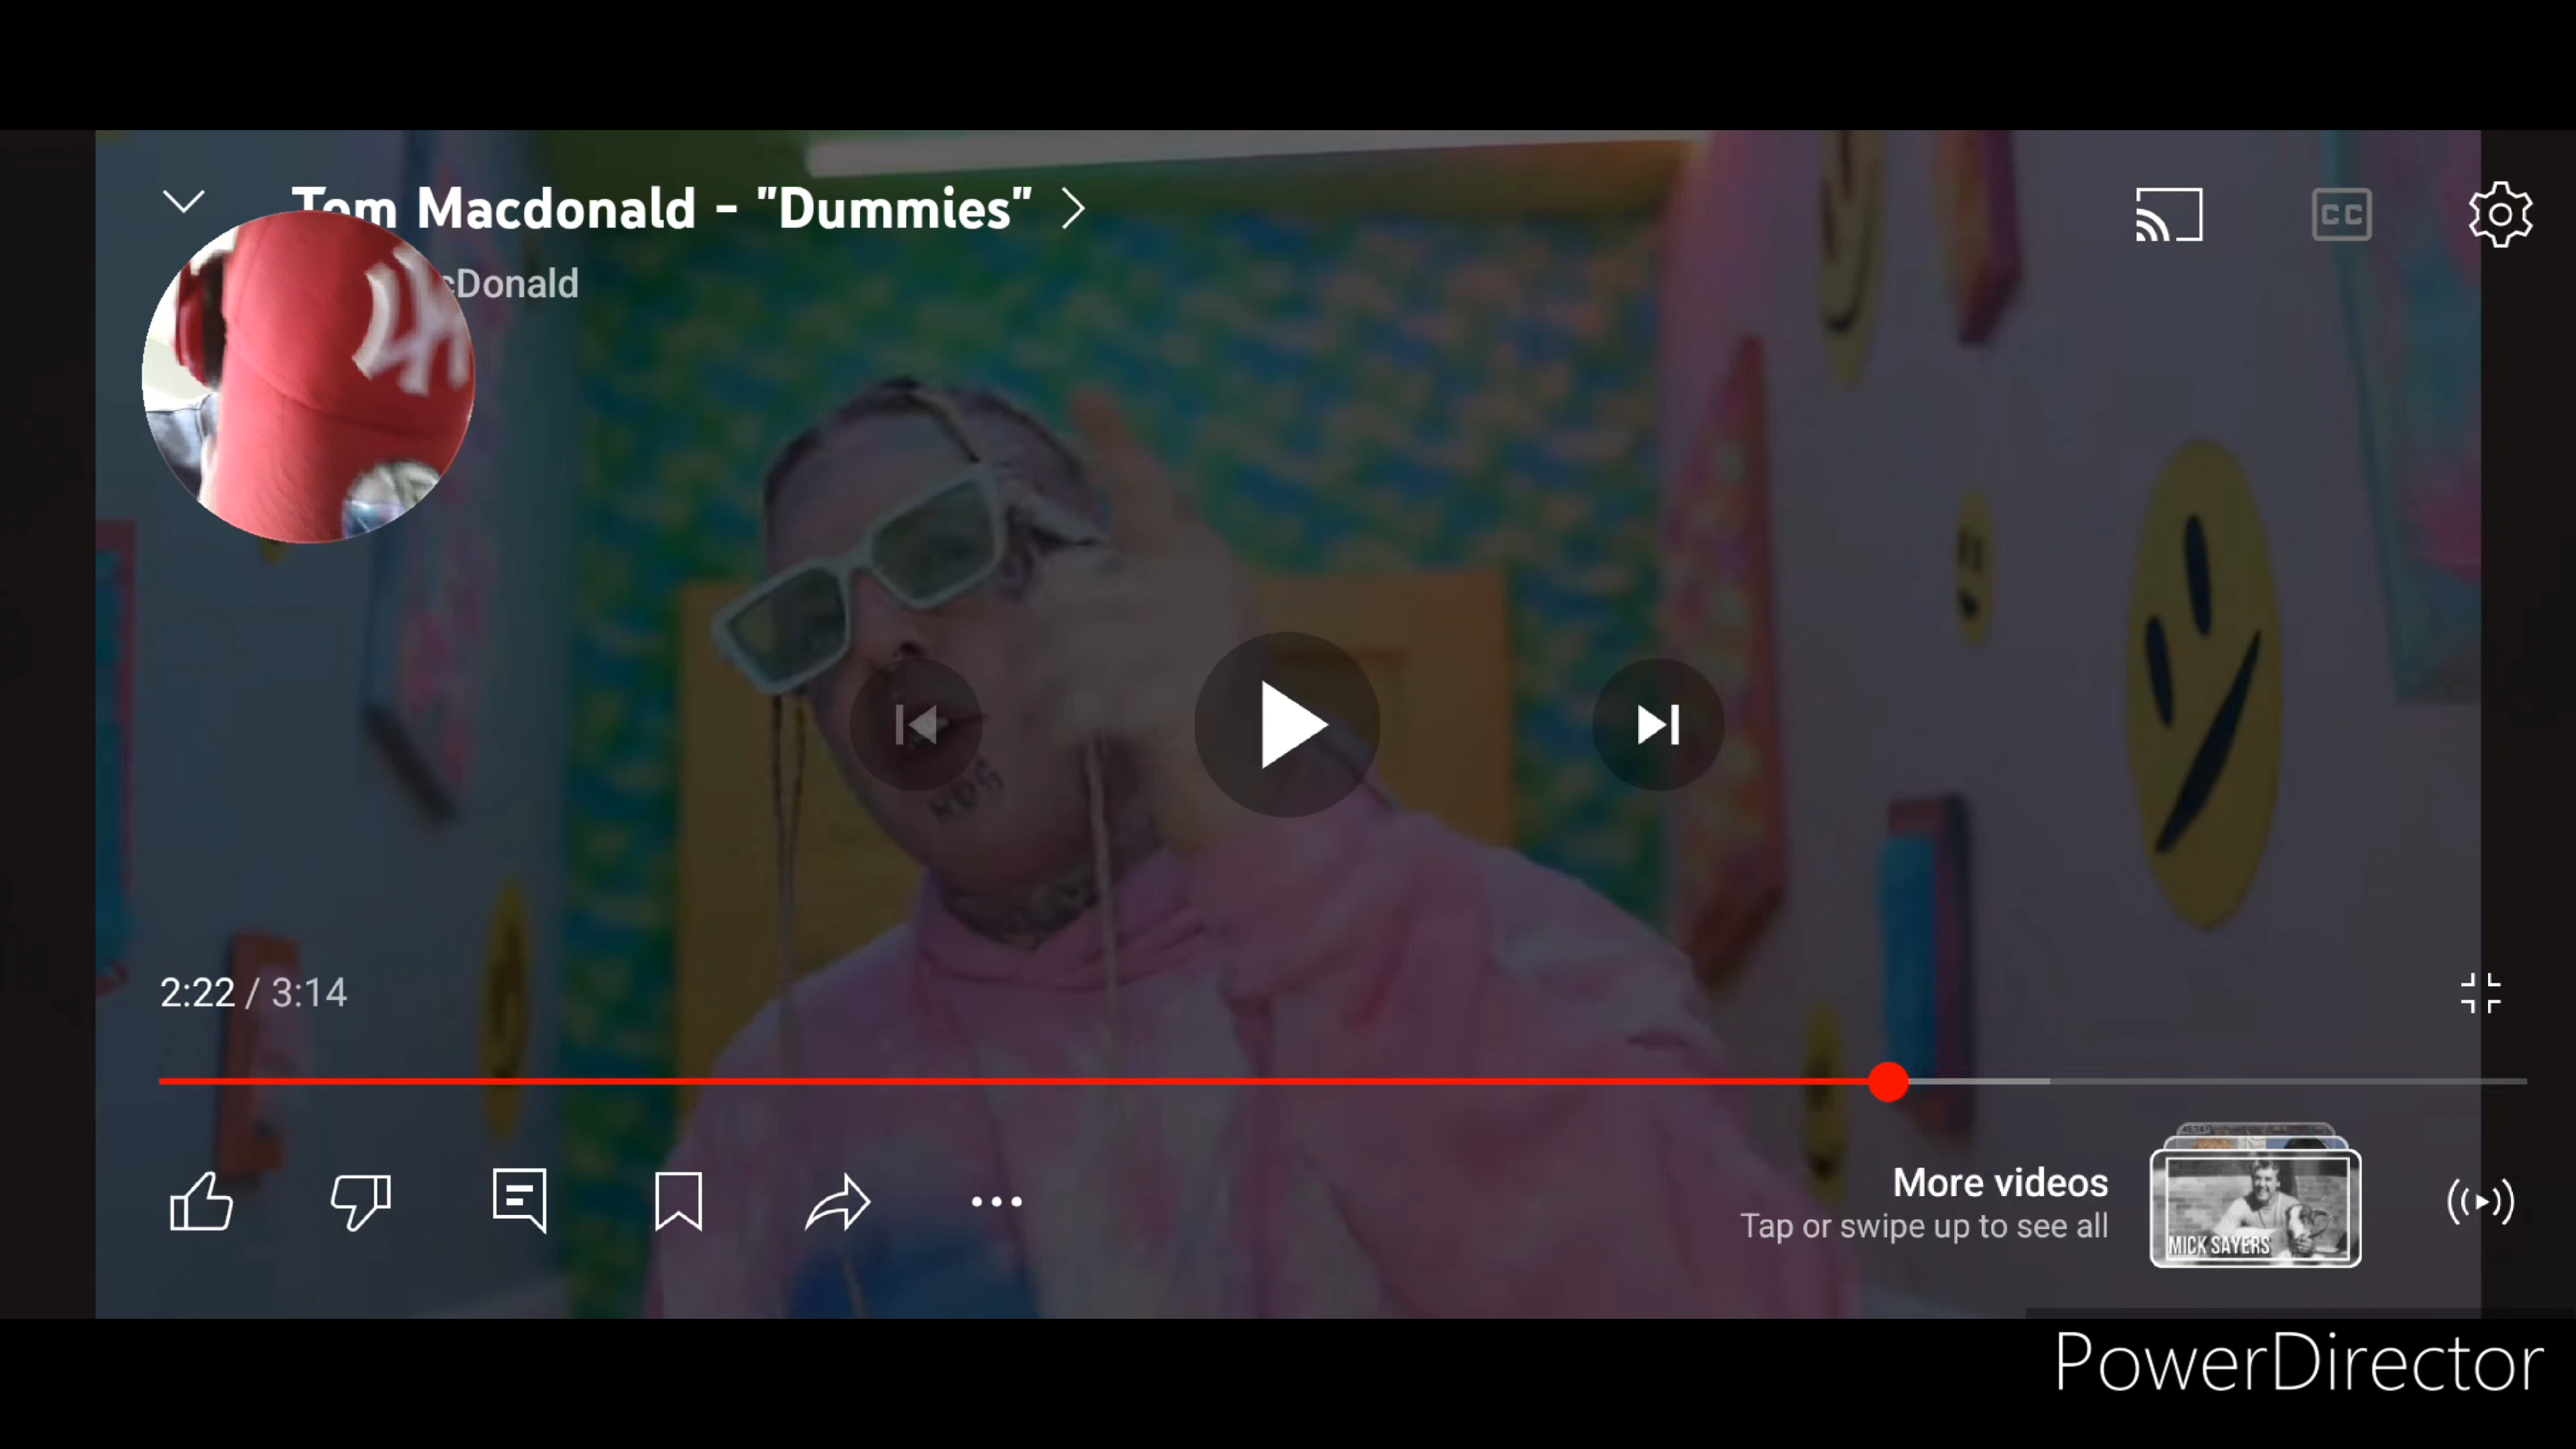 Tom Macdonald - "Dummies"
cDonald
CC
2:22 / 3:14
More videos
Tap or swipe up to see all
MICK SAYERS
PowerDirector